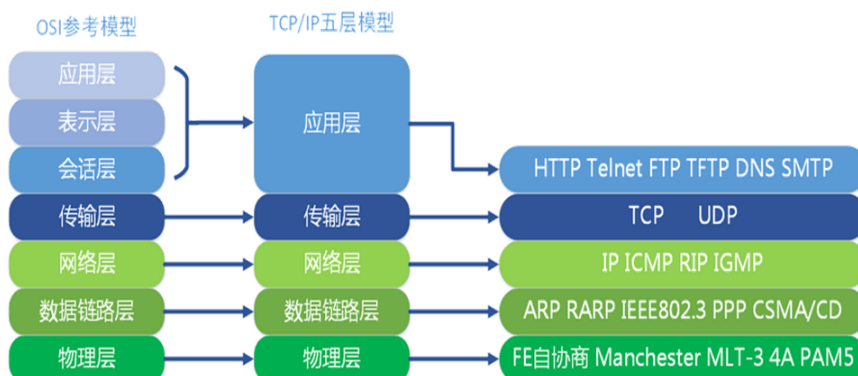 OSI参考模型
TCP/IP五层模型
应用层
表示层
会话层
传输层
网络层
数据链路层
物理层
应用层
传输层
网络层
数据链路层
物理层
HTTP Telnet FTP TFTP DNS SMTP
TCP UDP
IP ICMP RIP IGMP
ARP RARP IEEE802.3 PPP CSMA/CD
FE自协商 Manchester MLT-3 4A PAM5